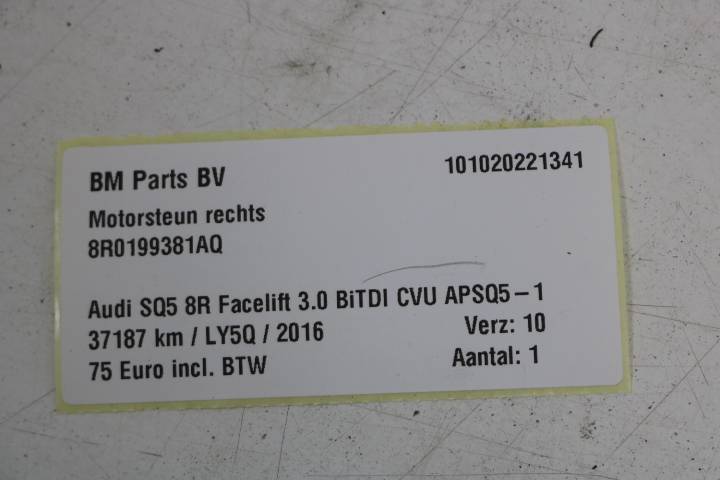 BM Parts BV 101020221341
Motorsteun rechts
8R0199381AQ
Audi SQ5 8R Facelift 3.0 BiTDI CVU APSQ5-1
37187 km / LY5Q / 2016 Verz: 10
75 Euro incl. BTW Aantal: 1